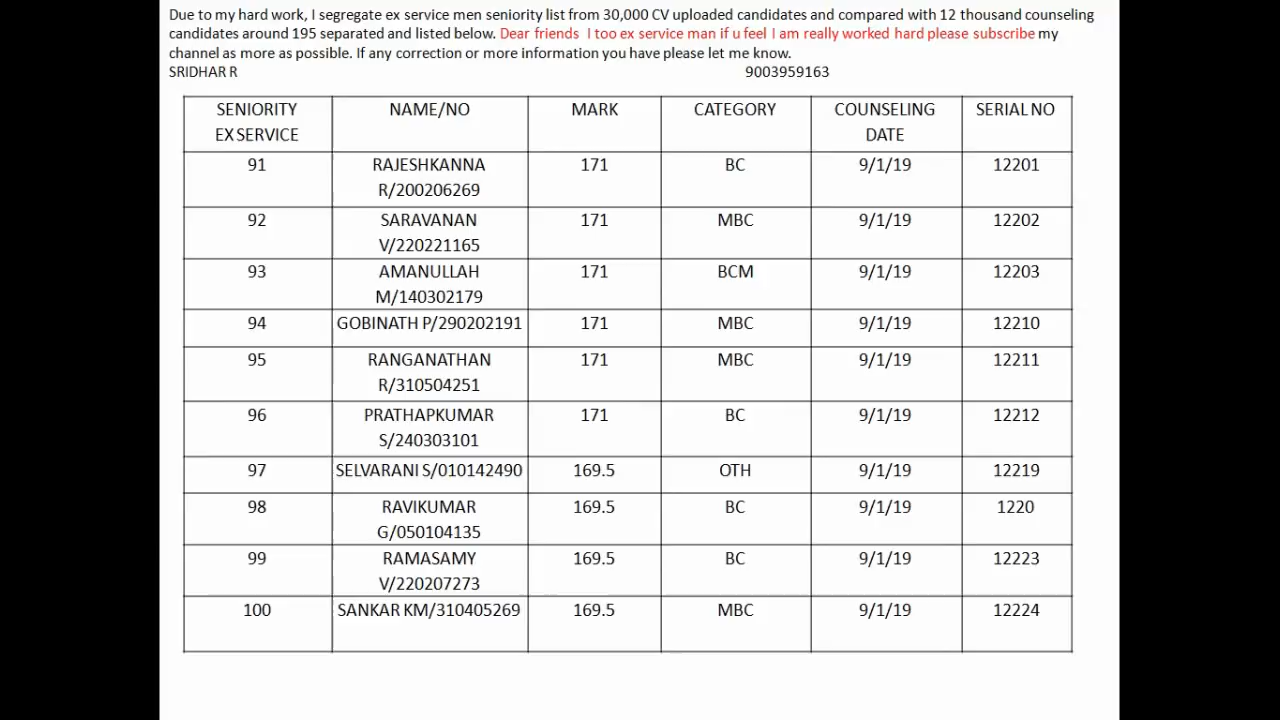 Due to my hard work, I segregate ex service men seniority list from 30,000 CV uploaded candidates and compared with 12 thousand counseling
candidates around 195 separated and listed below. Dear friends I too ex service man if u feel I am really worked hard please subscribe my
channel as more as possible. If any correction or more information you have please let me know.
SRIDHAR R 9003959163
SENIORITY EX SERVICE NAME/NO MARK CATEGORY COUNSELING DATE SERIAL NO
91 RAJESHKANNA R/200206269 171 BC 9/1/19 12201
92 SARAVANAN V/220221165 171 MBC 9/1/19 12202
93 AMANULLAH M/140302179 171 BCM 9/1/19 12203
94 GOBINATH P/290202191 171 MBC 9/1/19 12210
95 RANGANATHAN R/310504251 171 MBC 9/1/19 12211
96 PRATHAPKUMAR S/240303101 171 BC 9/1/19 12212
97 SELVARANI S/010142490 169.5 OTH 9/1/19 12219
98 RAVIKUMAR G/050104135 169.5 BC 9/1/19 1220
99 RAMASAMY V/220207273 169.5 BC 9/1/19 12223
100 SANKAR KM/310405269 169.5 MBC 9/1/19 12224